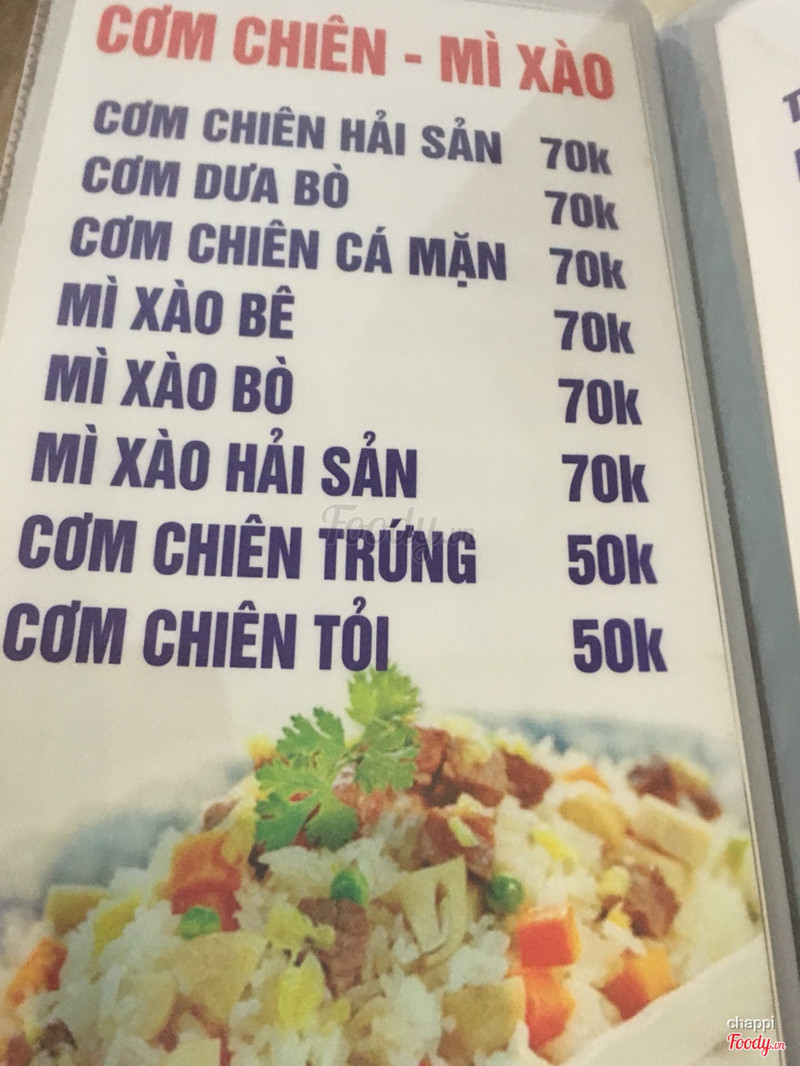 CƠM CHIÊN - MÌ XÀO
CƠM CHIÊN HẢI SẢN 70k
CƠM DƯA BÒ 70k
CƠM CHIÊN CÁ MẶN 70k
MÌ XÀO BÊ 70k
MÌ XÀO BÒ 70k
MÌ XÀO HẢI SẢN 70k
CƠM CHIÊN TRỨNG 50k
CƠM CHIÊN TỎI 50k
Foody.vn
chappi
Foody.vn